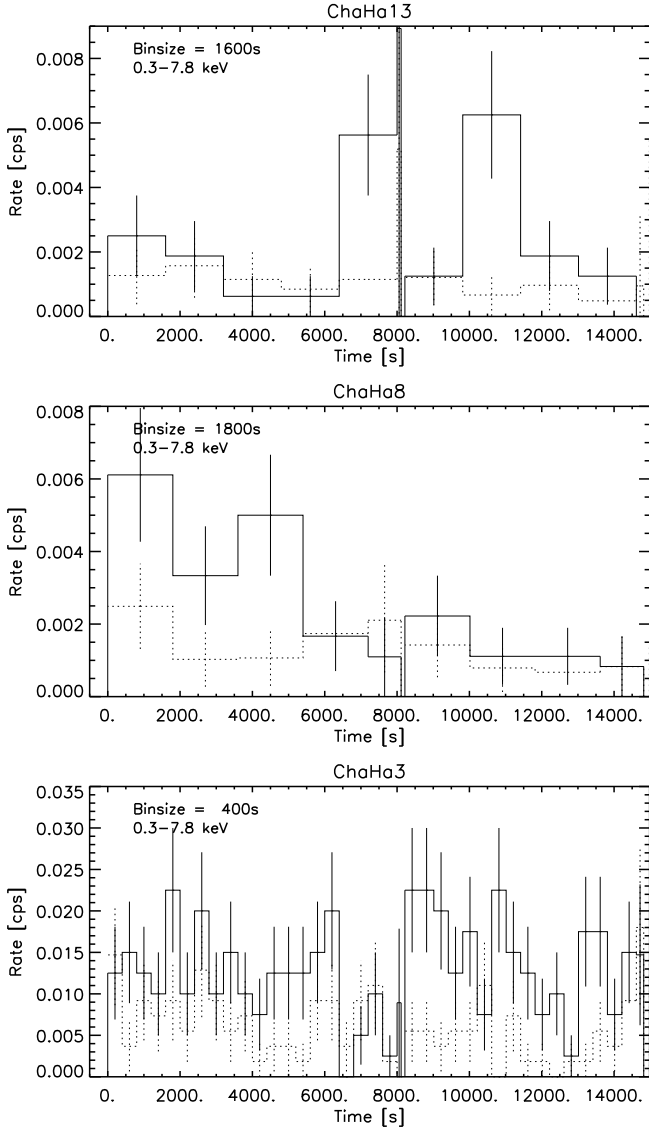 ChaHa13
Binsize = 1600s
0.3−7.8 keV
0.008
0.006
0.004
0.002
0.000
Rate [cps]
0. 2000. 4000. 6000. 8000. 10000. 12000. 14000.
Time [s]
ChaHa8
Binsize = 1800s
0.3−7.8 keV
0.008
0.006
0.004
0.002
0.000
Rate [cps]
0. 2000. 4000. 6000. 8000. 10000. 12000. 14000.
Time [s]
ChaHa3
Binsize = 400s
0.3−7.8 keV
0.035
0.030
0.025
0.020
0.015
0.010
0.005
0.000
Rate [cps]
0. 2000. 4000. 6000. 8000. 10000. 12000. 14000.
Time [s]